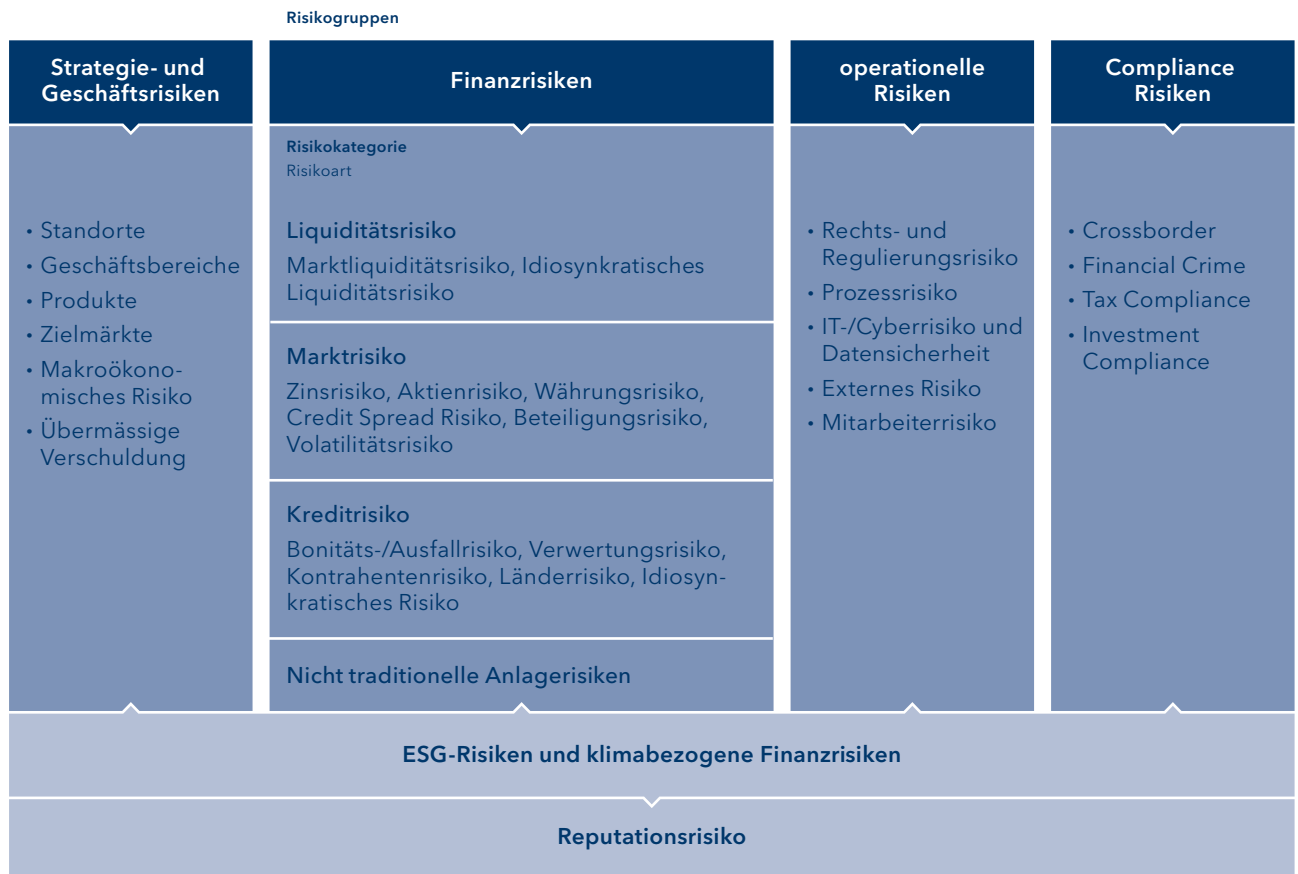 Risikogruppen
Strategie- und
Geschäftsrisiken
Finanzrisiken
operationelle
Risiken
Compliance
Risiken
Risikokategorie
Risikoart
• Standorte
• Geschäftsbereiche
• Produkte
• Zielmärkte
• Makroökono-
misches Risiko
• Übermässige
Verschuldung
Liquiditätsrisiko
Marktliquiditätsrisiko, Idiosynkratisches
Liquiditätsrisiko
Marktrisiko
Zinsrisiko, Aktienrisiko, Währungsrisiko,
Credit Spread Risiko, Beteiligungsrisiko,
Volatilitätsrisiko
Kreditrisiko
Bonitäts-/Ausfallrisiko, Verwertungsrisiko,
Kontrahentenrisiko, Länderrisiko, Idiosyn-
kratisches Risiko
Nicht traditionelle Anlagerisiken
• Rechts- und
Regulierungsrisiko
• Prozessrisiko
• IT-/Cyberrisiko und
Datensicherheit
• Externes Risiko
• Mitarbeiterrisiko
• Crossborder
• Financial Crime
• Tax Compliance
• Investment
Compliance
ESG-Risiken und klimabezogene Finanzrisiken
Reputationsrisiko